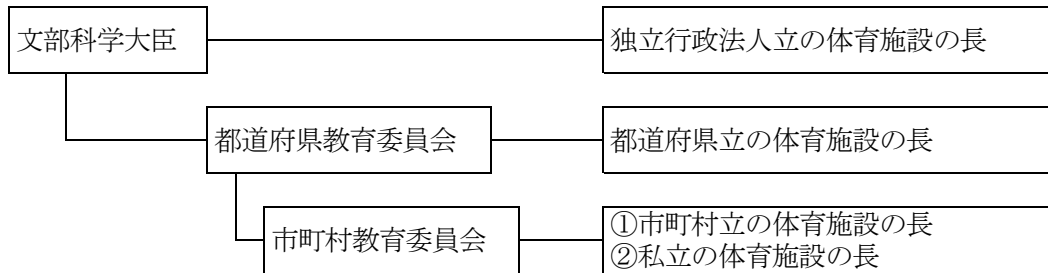 文部科学大臣
独立行政法人立の体育施設の長
都道府県教育委員会
都道府県立の体育施設の長
市町村教育委員会
①市町村立の体育施設の長
②私立の体育施設の長